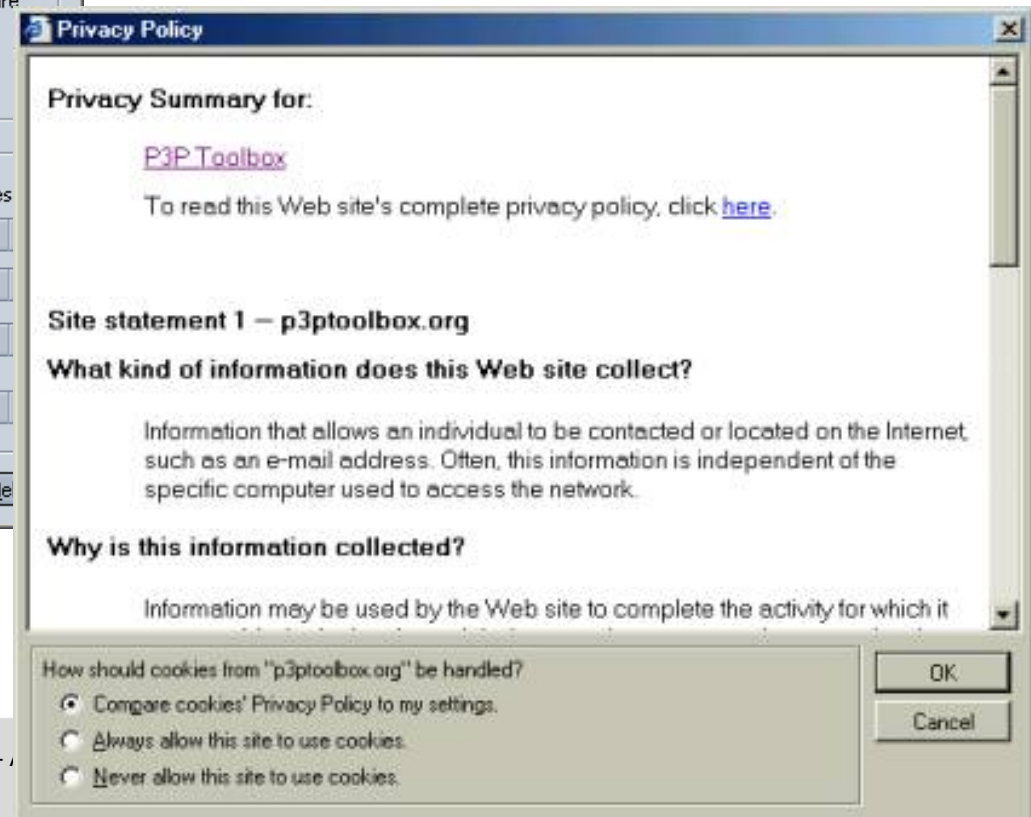 Privacy Policy
Privacy Summary for:
P3P Toolbox
To read this Web site's complete privacy policy, click here.
Site statement 1 – p3ptoolbox.org
What kind of information does this Web site collect?
Information that allows an individual to be contacted or located on the Internet,
such as an e-mail address. Often, this information is independent of the
specific computer used to access the network.
Why is this information collected?
Information may be used by the Web site to complete the activity for which it
How should cookies from "p3ptoolbox.org" be handled?
Compare cookies' Privacy Policy to my settings.
Always allow this site to use cookies.
Never allow this site to use cookies.
OK
Cancel